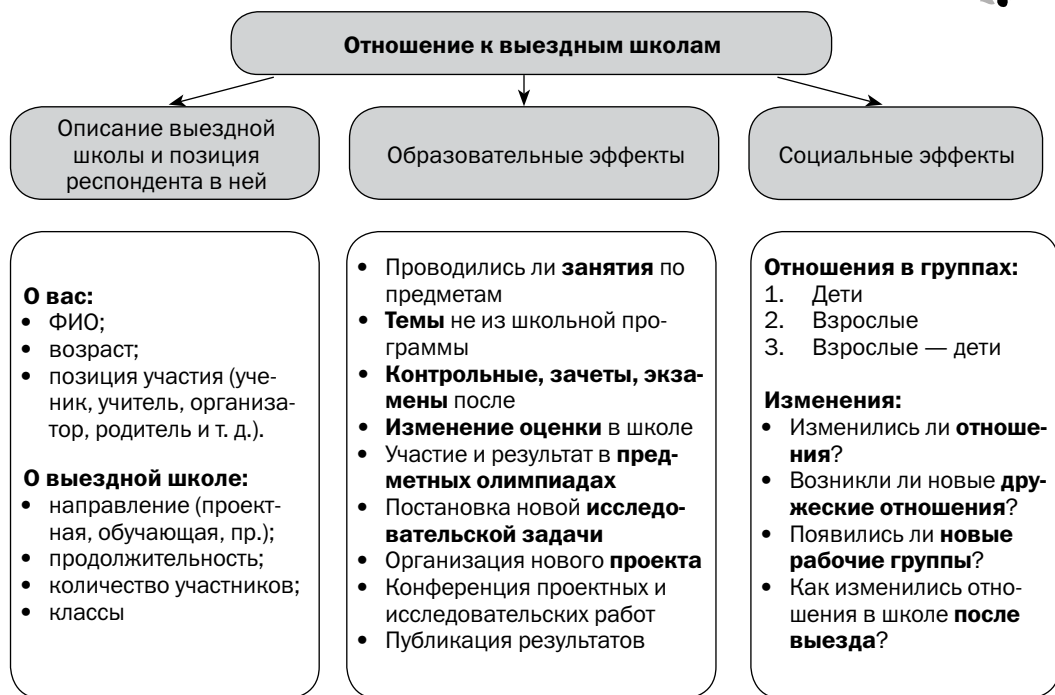 Отношение к выездным школам
Описание выездной
школы и позиция
респондента в ней
Образовательные эффекты
Социальные эффекты
О вас:
• ФИО;
• возраст;
• позиция участия (уче-
ник, учитель, организа-
тор, родитель и т. д.).
О выездной школе:
• направление (проект-
ная, обучающая, пр.);
• продолжительность;
• количество участников;
• классы
• Проводились ли занятия по
предметам
• Темы не из школьной про-
граммы
• Контрольные, зачеты, экза-
мены после
• Изменение оценки в школе
• Участие и результат в пред-
метных олимпиадах
• Постановка новой исследо-
вательской задачи
• Организация нового проекта
• Конференция проектных и
исследовательских работ
• Публикация результатов
Отношения в группах:
1. Дети
2. Взрослые
3. Взрослые — дети
Изменения:
• Изменились ли отноше-
ния?
• Возникли ли новые дру-
жеские отношения?
• Появились ли новые
рабочие группы?
• Как изменились отно-
шения в школе после
выезда?